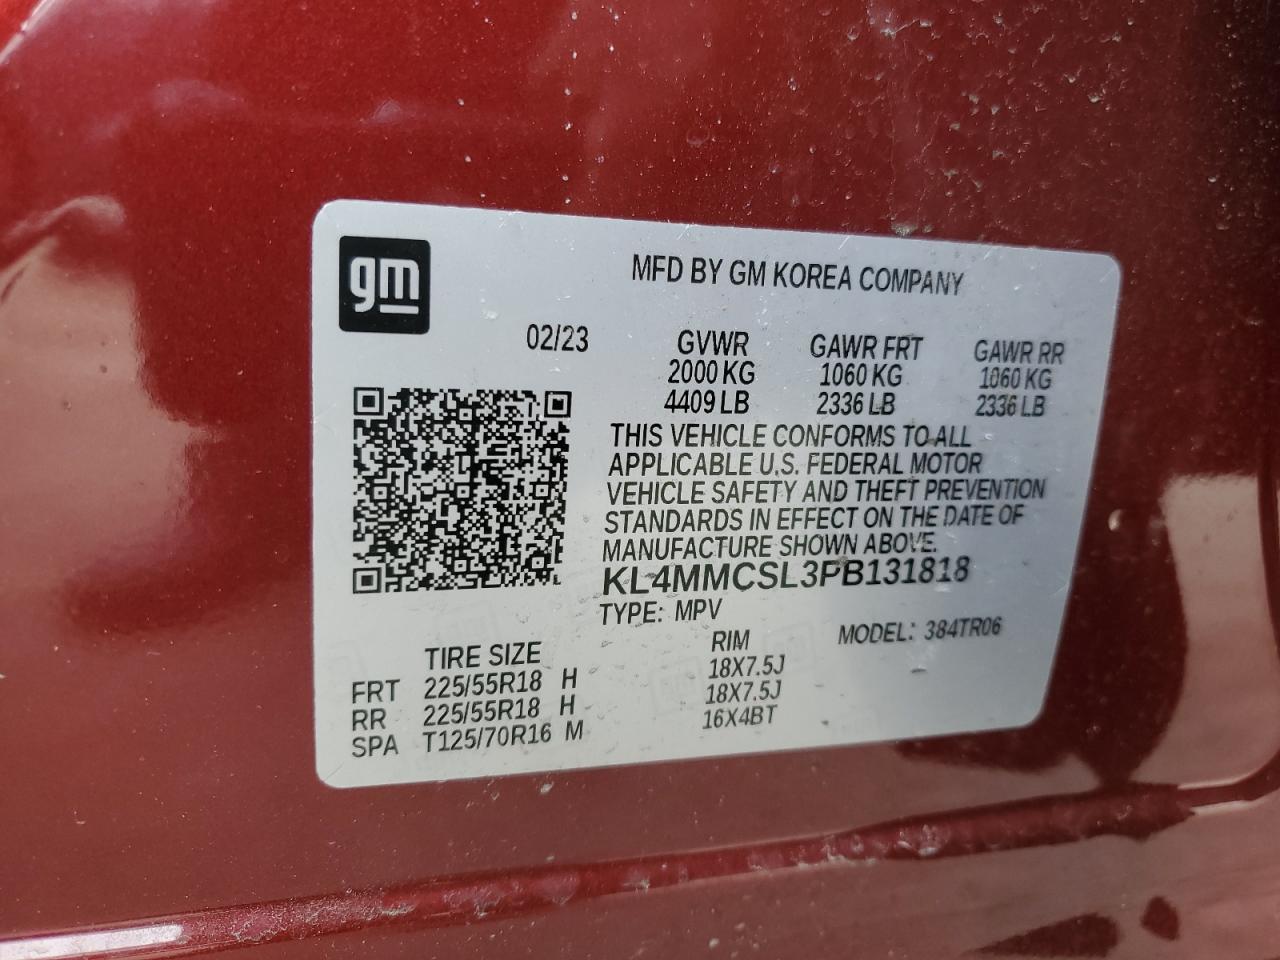 gm
MFD BY GM KOREA COMPANY
02/23 GVWR GAWR FRT GAWR RR
2000 KG 1060 KG 1060 KG
4409 LB 2336 LB 2336 LB
THIS VEHICLE CONFORMS TO ALL
APPLICABLE U.S. FEDERAL MOTOR
VEHICLE SAFETY AND THEFT PREVENTION
STANDARDS IN EFFECT ON THE DATE OF
MANUFACTURE SHOWN ABOVE.
KL4MMCSL3PB131818
TYPE: MPV MODEL: 384TR06
TIRE SIZE RIM
FRT 225/55R18 H 18X7.5J
RR 225/55R18 H 18X7.5J
SPA T125/70R16 M 16X4BT